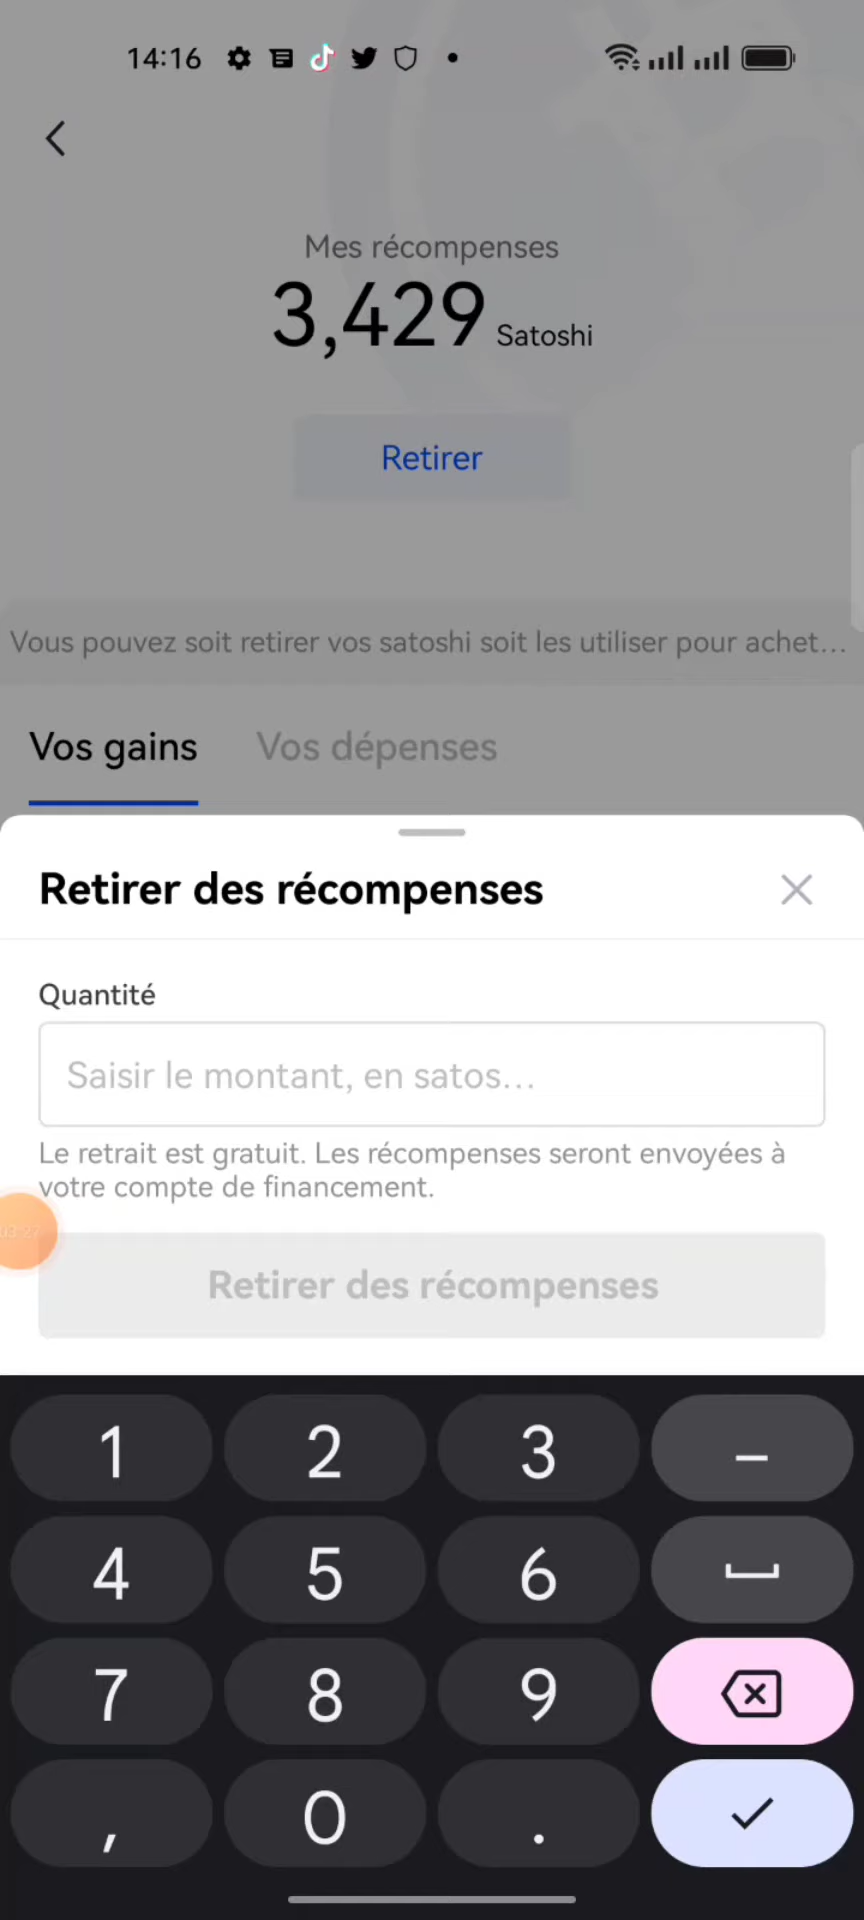 14:16
Mes récompenses
3,429 Satoshi
Retirer
Vous pouvez soit retirer vos satoshi soit les utiliser pour achet...
Vos gains Vos dépenses
Retirer des récompenses
Quantité
Saisir le montant, en satos...
Le retrait est gratuit. Les récompenses seront envoyées à
votre compte de financement.
03:27
Retirer des récompenses
1 2 3 –
4 5 6
7 8 9
, 0 .